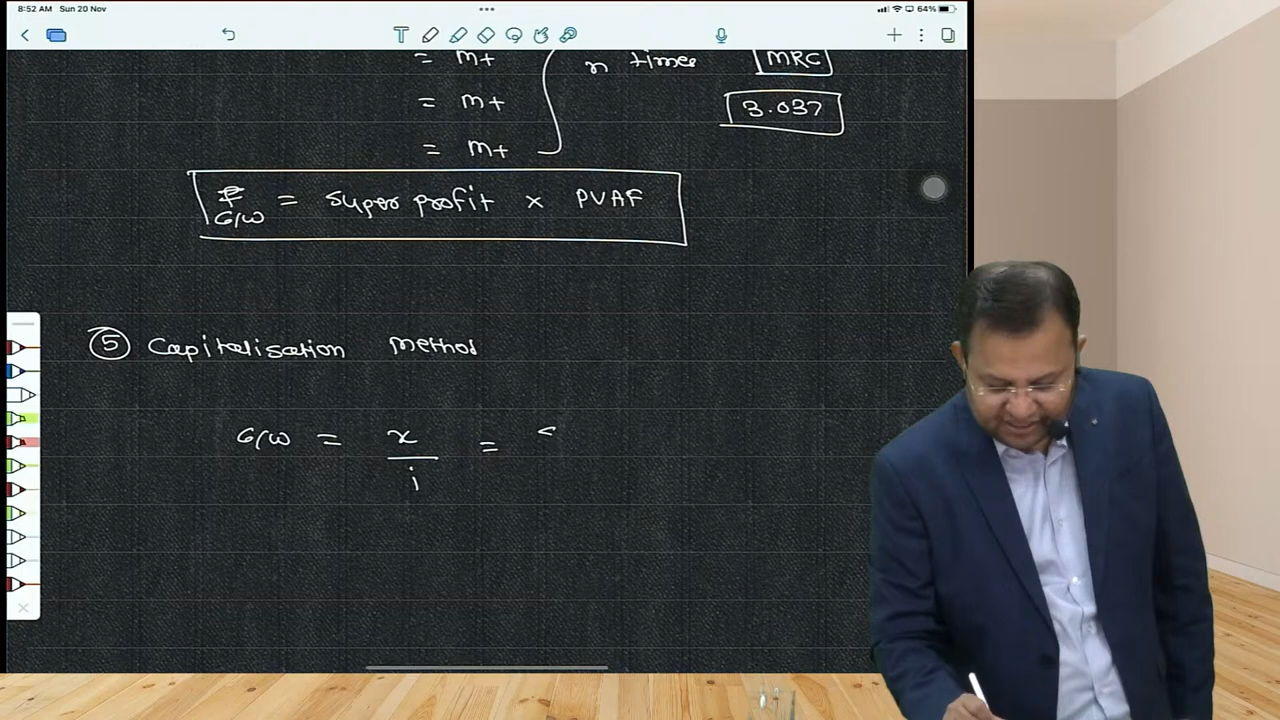 8:52 AM Sun 20 Nov
64%
= M+
n times
MRC
= M+
3.037
= M+
G/W = super profit x PVAF
⑤ Capitalisation method
G/W = x / i =